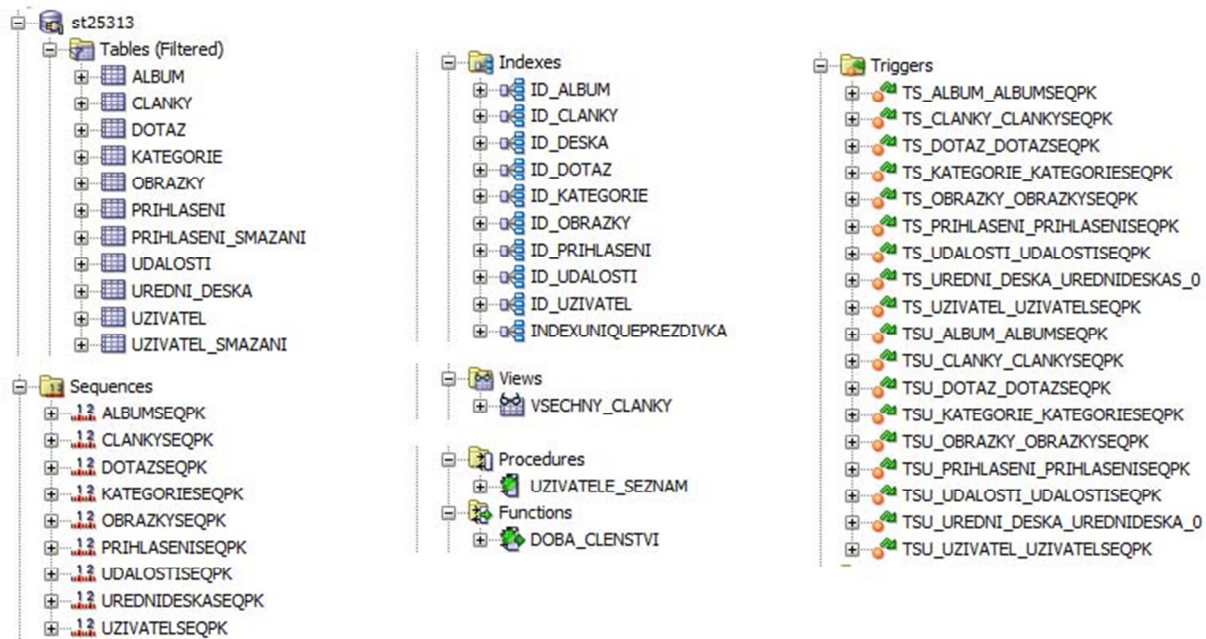 st25313
Tables (Filtered)
ALBUM
CLANKY
DOTAZ
KATEGORIE
OBRAZKY
PRIHLASENI
PRIHLASENI_SMAZANI
UDALOSTI
UREDNI_DESKA
UZIVATEL
UZIVATEL_SMAZANI
Sequences
ALBUMSEQPK
CLANKYSEQPK
DOTAZSEQPK
KATEGORIESEQPK
OBRAZKYSEQPK
PRIHLASENISEQPK
UDALOSTISEQPK
UREDNIDESKASEQPK
UZIVATELSEQPK
Indexes
ID_ALBUM
ID_CLANKY
ID_DESKA
ID_DOTAZ
ID_KATEGORIE
ID_OBRAZKY
ID_PRIHLASENI
ID_UDALOSTI
ID_UZIVATEL
INDEXUNIQUEPREZDIVKA
Views
VSECHNY_CLANKY
Procedures
UZIVATELE_SEZNAM
Functions
DOBA_CLENSTVI
Triggers
TS_ALBUM_ALBUMSEQPK
TS_CLANKY_CLANKYSEQPK
TS_DOTAZ_DOTAZSEQPK
TS_KATEGORIE_KATEGORIESEQPK
TS_OBRAZKY_OBRAZKYSEQPK
TS_PRIHLASENI_PRIHLASENISEQPK
TS_UDALOSTI_UDALOSTISEQPK
TS_UREDNI_DESKA_UREDNIDESKAS_0
TS_UZIVATEL_UZIVATELSEQPK
TSU_ALBUM_ALBUMSEQPK
TSU_CLANKY_CLANKYSEQPK
TSU_DOTAZ_DOTAZSEQPK
TSU_KATEGORIE_KATEGORIESEQPK
TSU_OBRAZKY_OBRAZKYSEQPK
TSU_PRIHLASENI_PRIHLASENISEQPK
TSU_UDALOSTI_UDALOSTISEQPK
TSU_UREDNI_DESKA_UREDNIDESKA_0
TSU_UZIVATEL_UZIVATELSEQPK